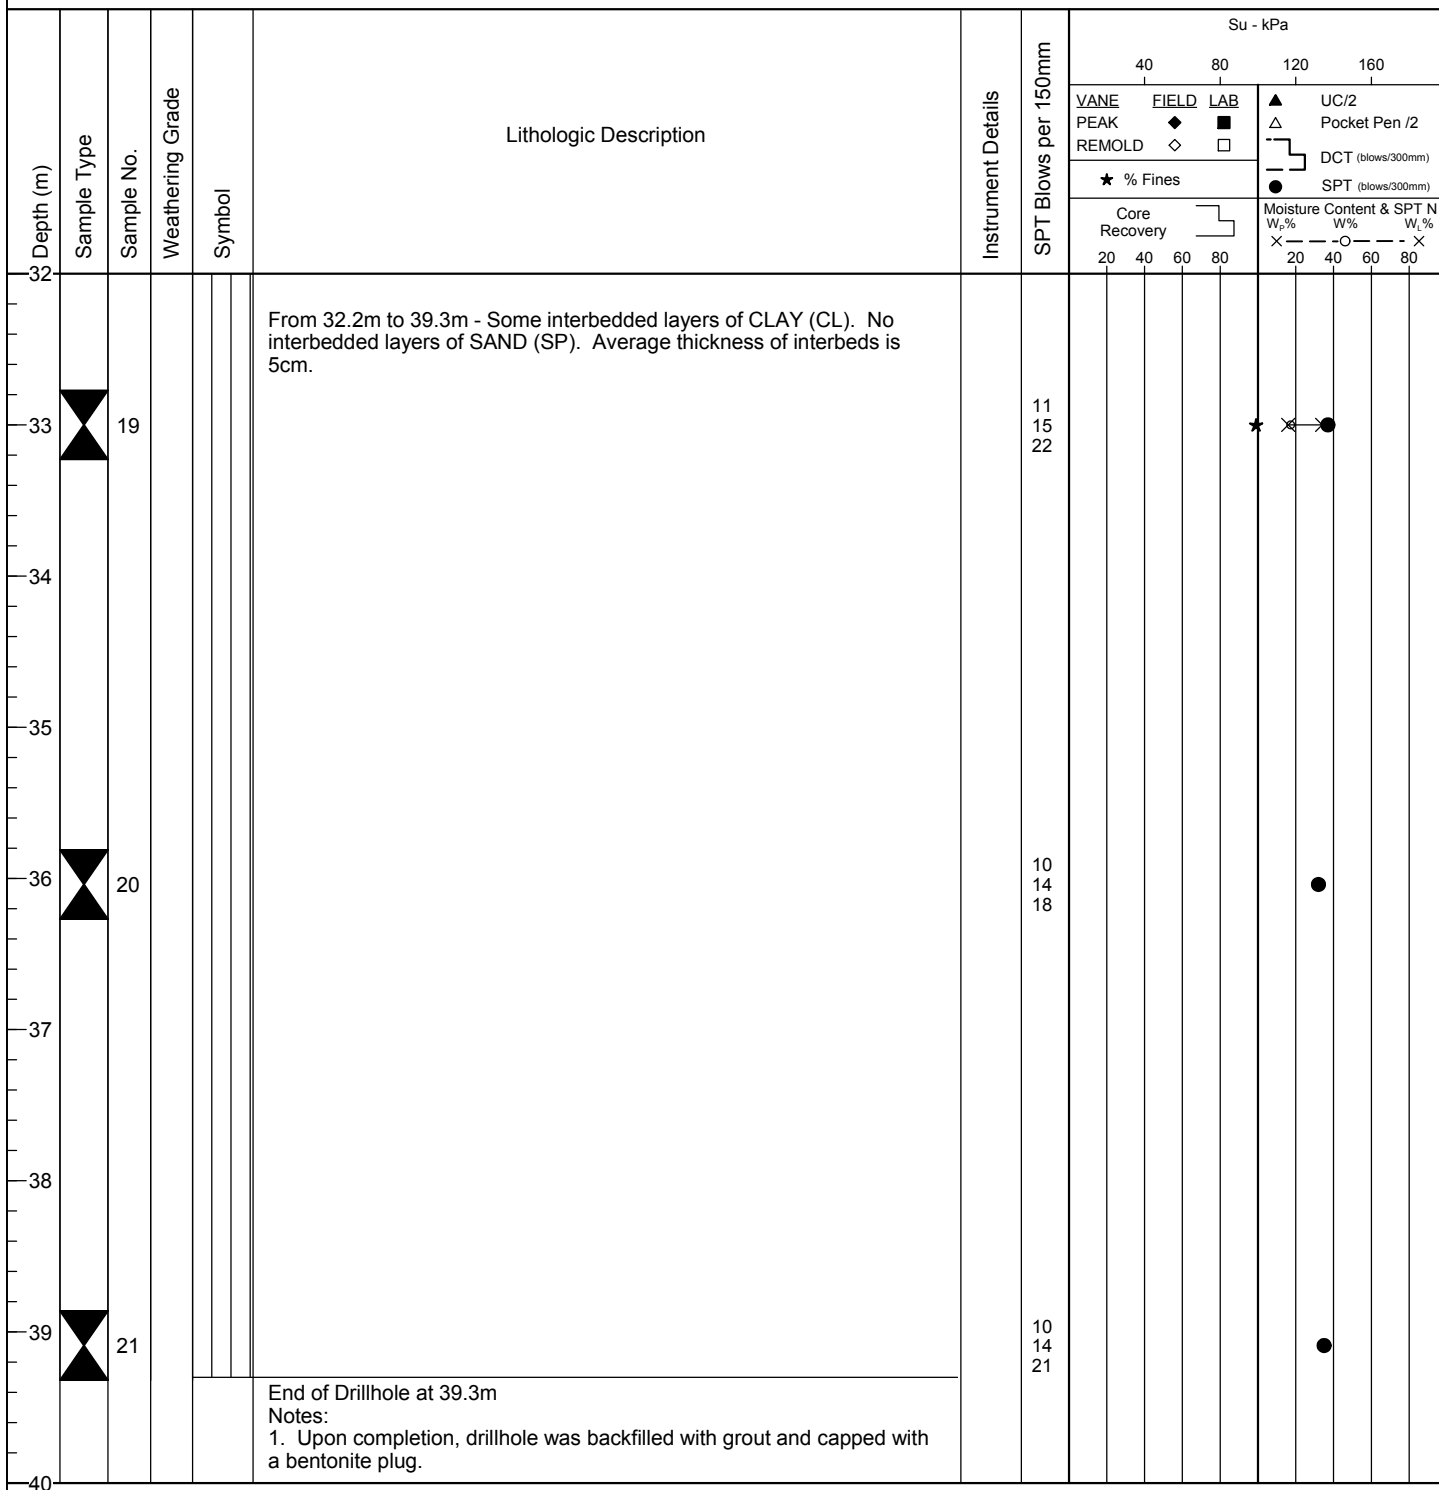 Depth (m)
Sample Type
Sample No.
Weathering Grade
Symbol
Lithologic Description
Instrument Details
SPT Blows per 150mm
Su - kPa
40 80 120 160
VANE FIELD LAB
PEAK
REMOLD
% Fines
Core
Recovery
20 40 60 80
UC/2
Pocket Pen /2
DCT (blows/300mm)
SPT (blows/300mm)
Moisture Content & SPT N
WP% W% WL%
20 40 60 80
32
From 32.2m to 39.3m - Some interbedded layers of CLAY (CL). No
interbedded layers of SAND (SP). Average thickness of interbeds is
5cm.
33
19
11
15
22
34
35
36
20
10
14
18
37
38
39
21
10
14
21
End of Drillhole at 39.3m
Notes:
1. Upon completion, drillhole was backfilled with grout and capped with
a bentonite plug.
40